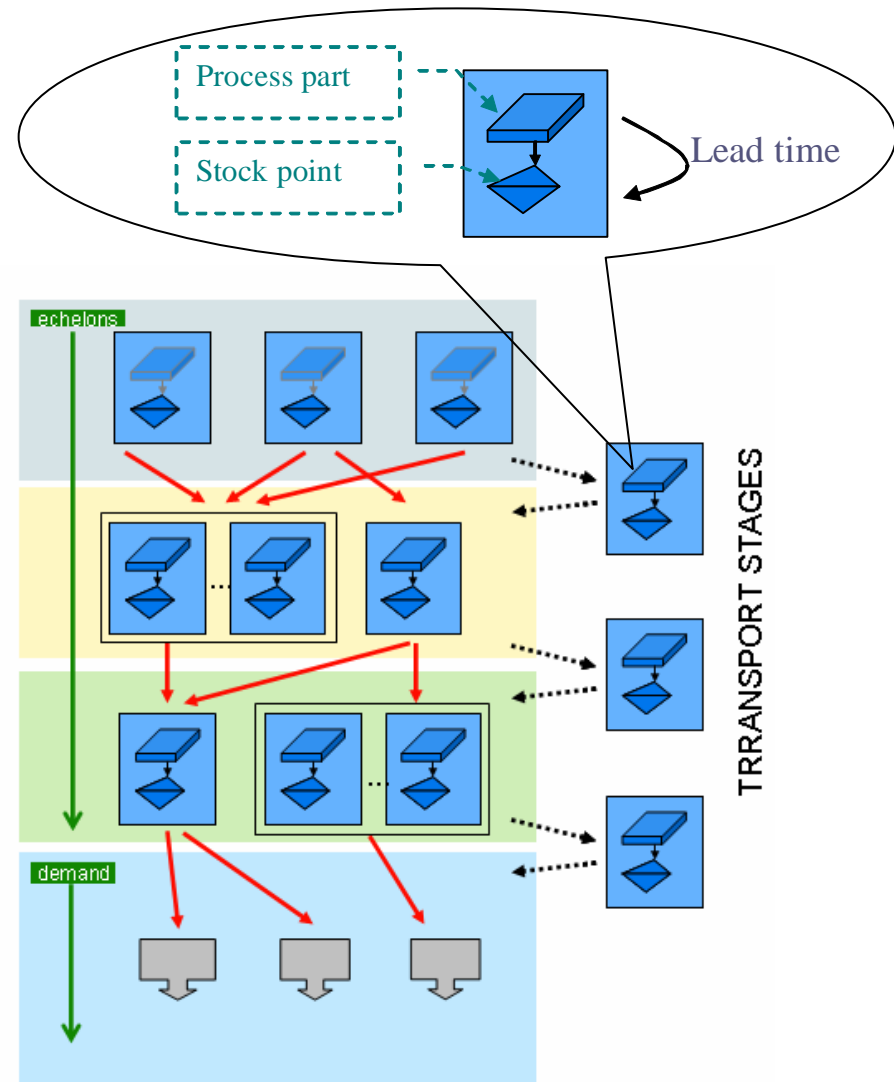 Process part
Stock point
Lead time
echelons
TRRANSPORT STAGES
...
...
demand